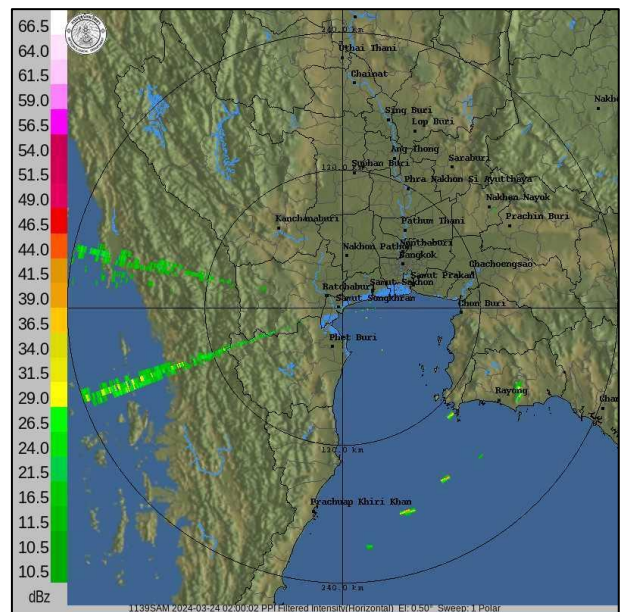 66.5
64.0
61.5
59.0
56.5
54.0
51.5
49.0
46.5
44.0
41.5
39.0
36.5
34.0
31.5
29.0
26.5
24.0
21.5
16.5
11.5
10.5
10.5
dBz
240.0 km
Uthai Thani
Chainat
Nakh
Sing Buri
Lop Buri
Ang Thong
Saraburi
120.0 km
Suphan Buri
Phra Nakhon Si Ayutthaya
Nakhon Nayok
Kanchanaburi
Pathum Thani
Prachin Buri
Nakhon Pathom
Nonthaburi
Bangkok
Chachoengsao
Samut Prakan
Samut Sakhon
Ratchaburi
Samut Songkhram
Chon Buri
Phet Buri
Rayong
Chan
120.0 km
Prachuap Khiri Khan
240.0 km
1139SAM 2024-03-24 02:00:02 PPI Filtered Intensity(Horizontal) El: 0.50° Sweep: 1 Polar